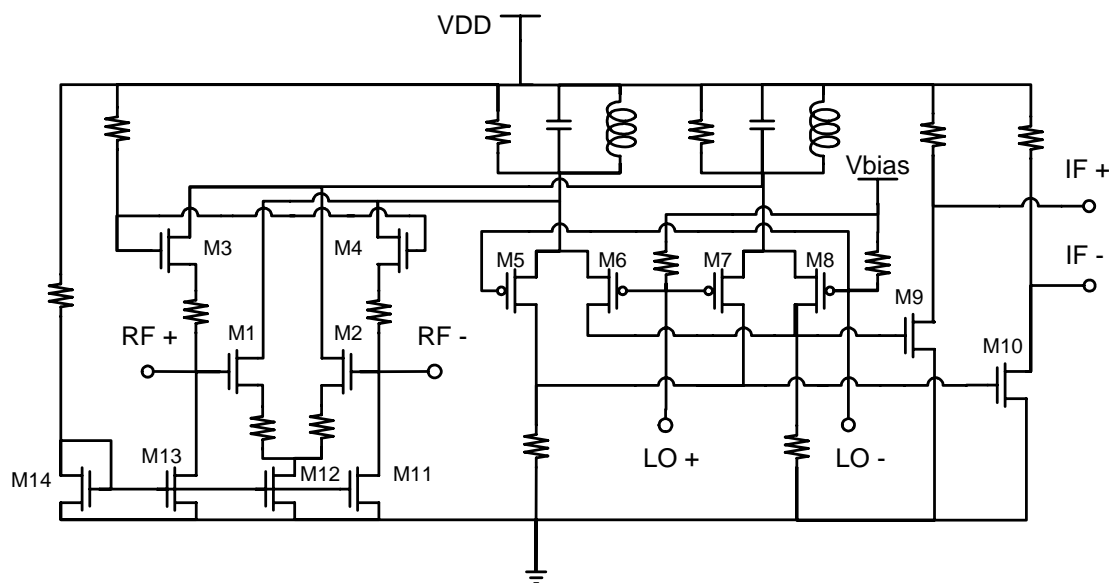 VDD
Vbias
IF +
IF -
M3
M4
M5
M6
M7
M8
M9
M10
RF +
M1
M2
RF -
LO +
LO -
M14
M13
M12
M11